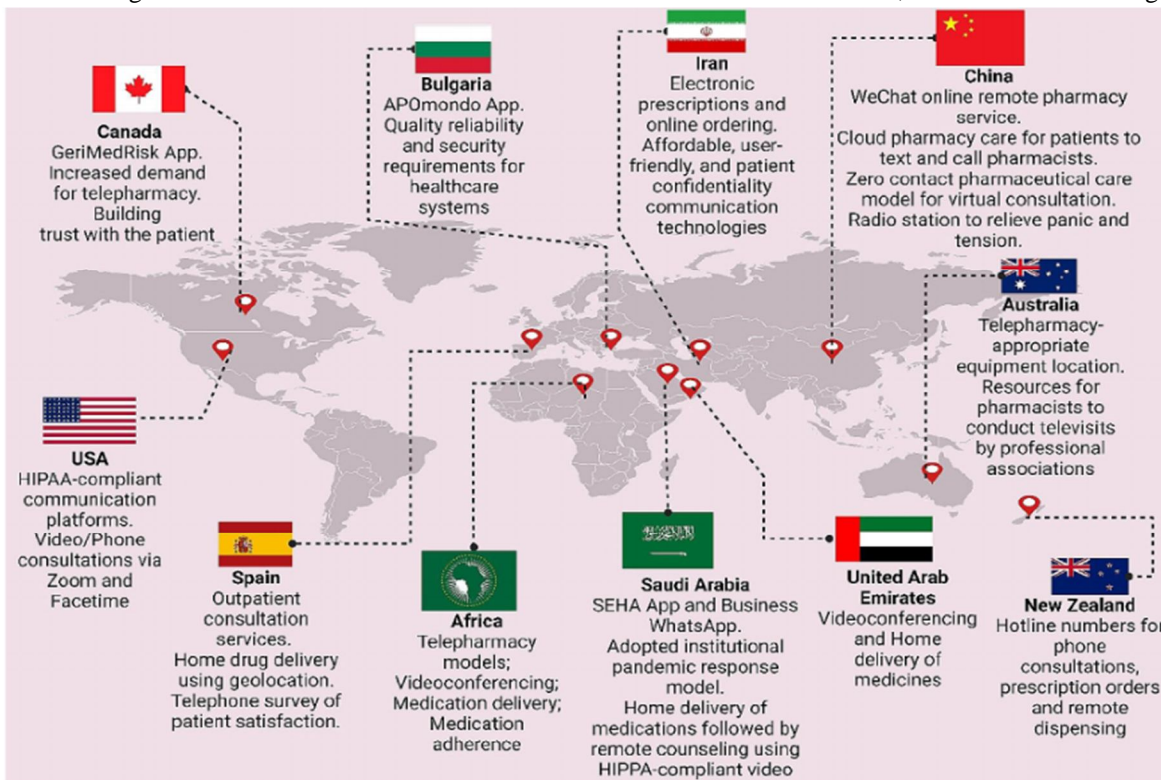 Canada
GeriMedRisk App.
Increased demand
for telepharmacy.
Building
trust with the patient
Bulgaria
APOmondo App.
Quality reliability
and security
requirements for
healthcare
systems
Iran
Electronic
prescriptions and
online ordering.
Affordable, user-
friendly, and patient
confidentiality
communication
technologies
China
WeChat online remote pharmacy
service.
Cloud pharmacy care for patients to
text and call pharmacists.
Zero contact pharmaceutical care
model for virtual consultation.
Radio station to relieve panic and
tension.
Australia
Telepharmacy-
appropriate
equipment location.
Resources for
pharmacists to
conduct televisits
by professional
associations
USA
HIPAA-compliant
communication
platforms.
Video/Phone
consultations via
Zoom and
Facetime
Spain
Outpatient
consultation
services.
Home drug delivery
using geolocation.
Telephone survey of
patient satisfaction.
Africa
Telepharmacy
models;
Videoconferencing;
Medication delivery;
Medication
adherence
Saudi Arabia
SEHA App and Business
WhatsApp.
Adopted institutional
pandemic response
model.
Home delivery of
medications followed by
remote counseling using
HIPPA-compliant video
United Arab
Emirates
Videoconferencing
and Home
delivery of
medicines
New Zealand
Hotline numbers for
phone
consultations,
prescription orders
and remote
dispensing